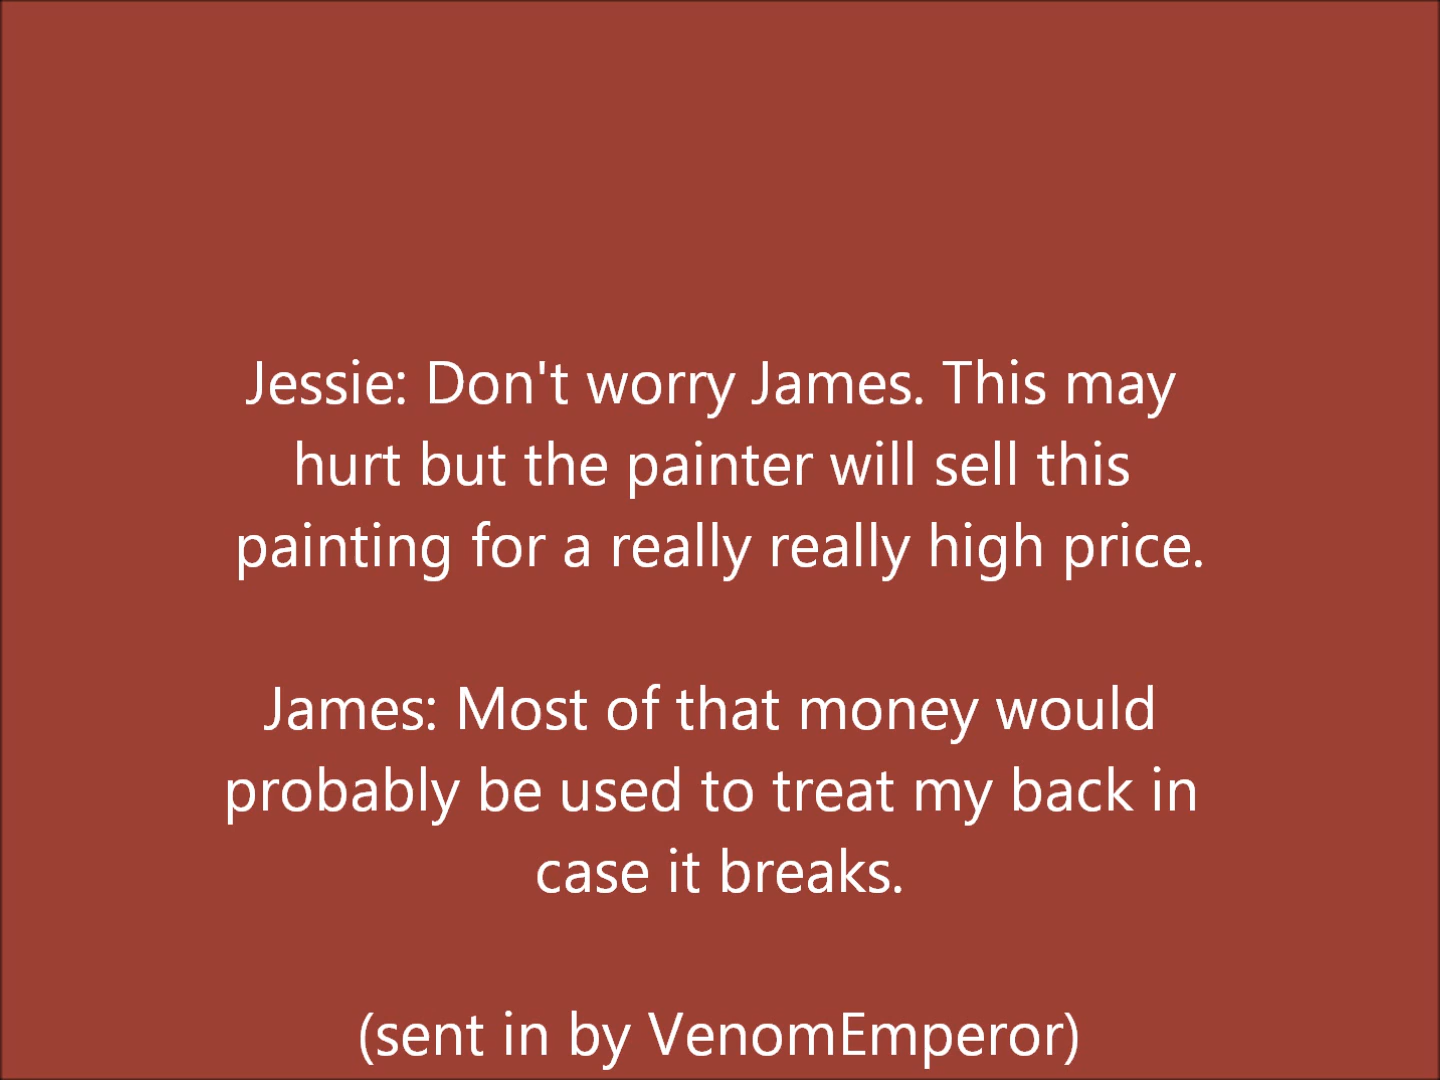 Jessie: Don't worry James. This may
hurt but the painter will sell this
painting for a really really high price.
James: Most of that money would
probably be used to treat my back in
case it breaks.
(sent in by VenomEmperor)